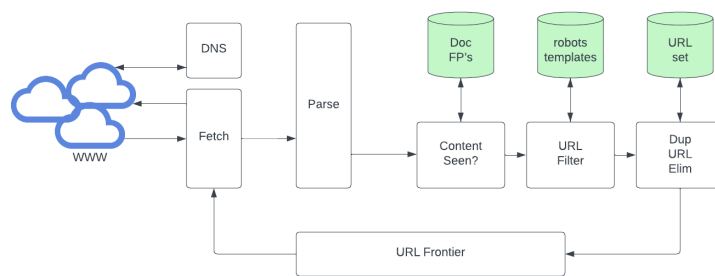 DNS
Doc
FP's
robots
templates
URL
set
Parse
Fetch
WWW
Content
Seen?
URL
Filter
Dup
URL
Elim
URL Frontier